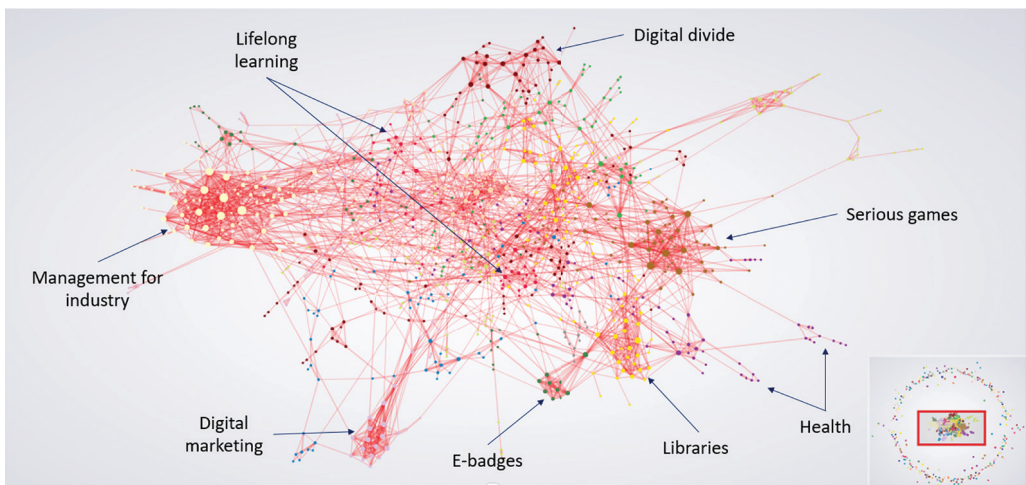 Lifelong
learning
Digital divide
Serious games
Management for
industry
Digital
marketing
E-badges
Libraries
Health